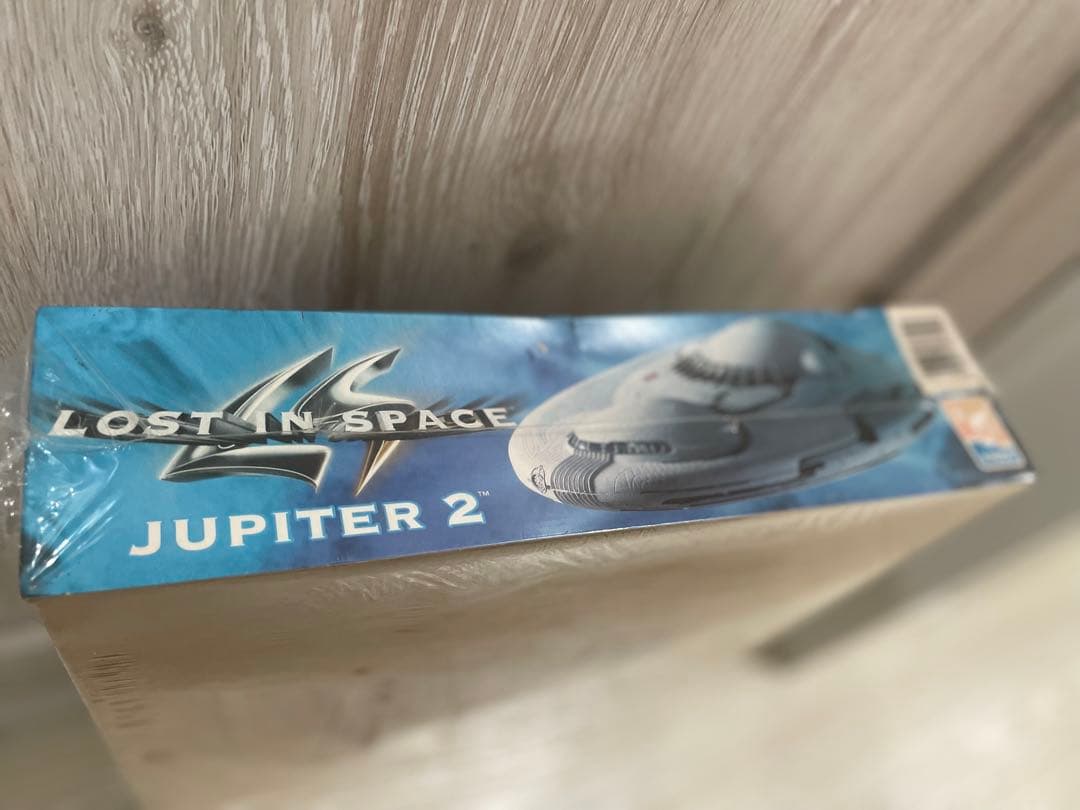 LOST IN SPACE
JUPITER 2™